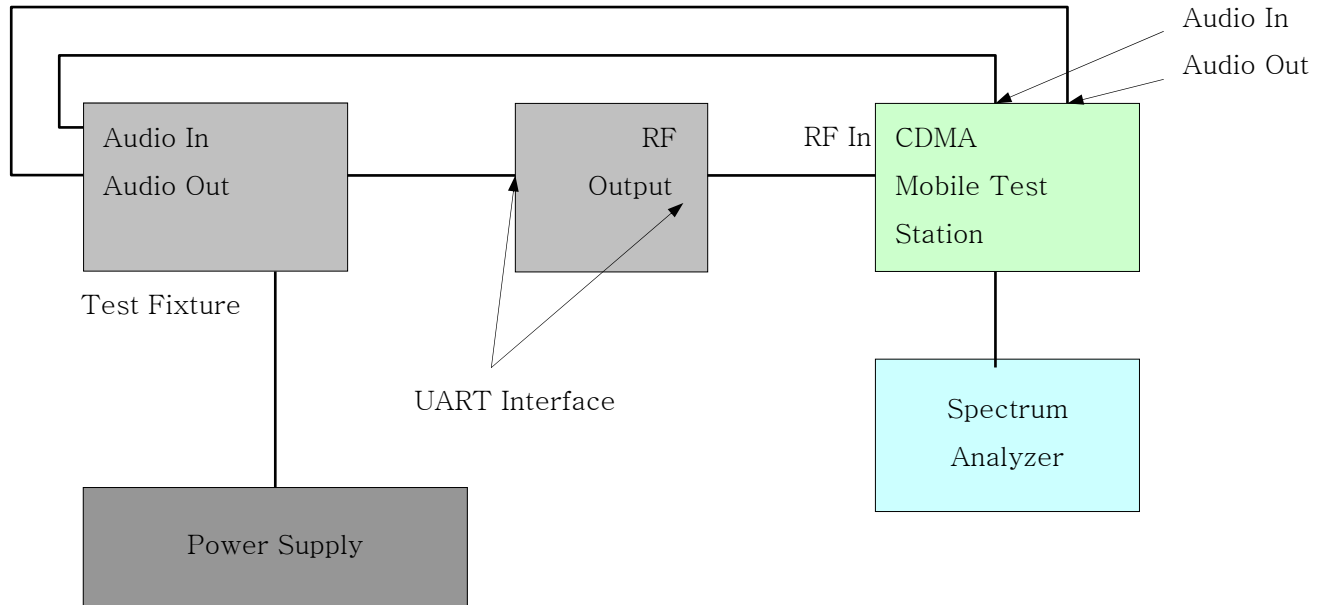 Audio In
Audio Out
Audio In
Audio Out
RF
Output
RF In
CDMA
Mobile Test
Station
Test Fixture
UART Interface
Spectrum
Analyzer
Power Supply